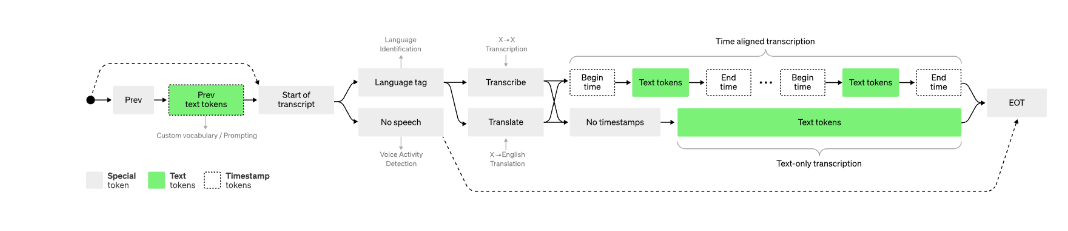 Language
Identification
X→X
Transcription
Time aligned transcription
Prev
Prev
text tokens
Start of
transcript
Language tag
Transcribe
Begin
time
Text tokens
End
time
Begin
time
Text tokens
End
time
EOT
No speech
Translate
No timestamps
Text tokens
Custom vocabulary / Prompting
Voice Activity
Detection
X→English
Translation
Text-only transcription
Special
token
Text
tokens
Timestamp
tokens